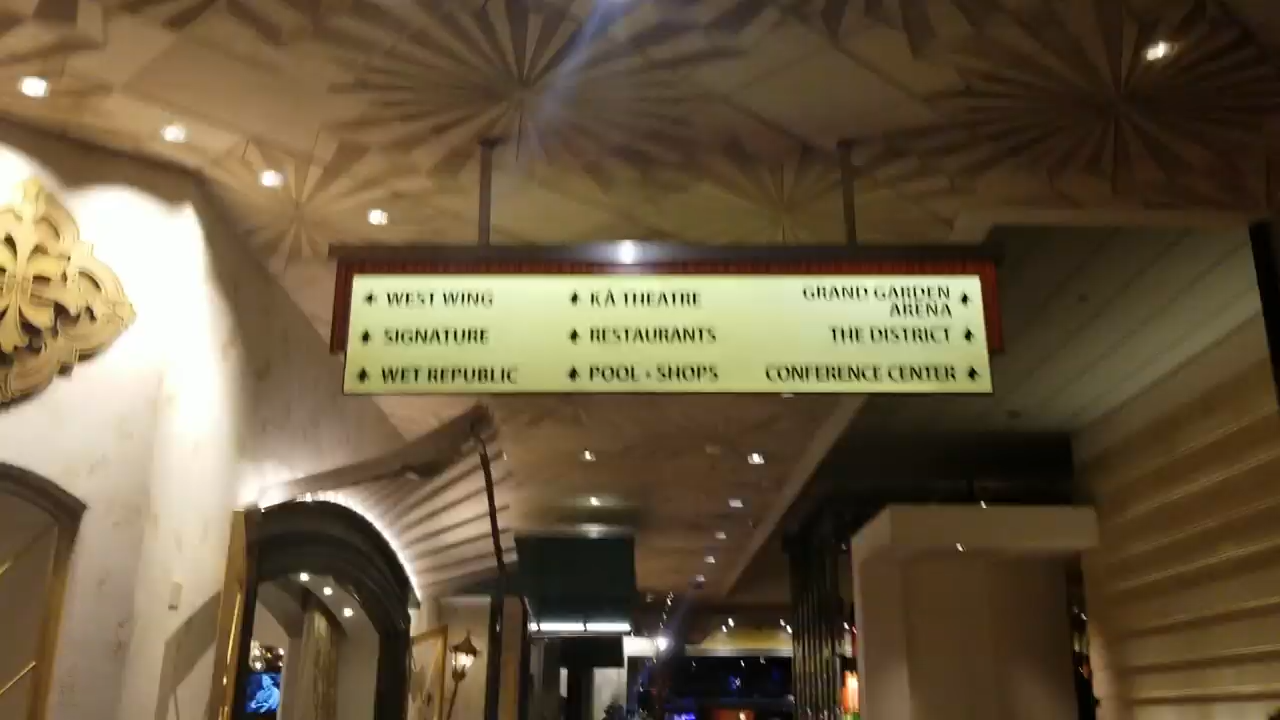 WEST WING
SIGNATURE
WET REPUBLIC
KÀ THEATRE
RESTAURANTS
POOL • SHOPS
GRAND GARDEN
ARENA
THE DISTRICT
CONFERENCE CENTER